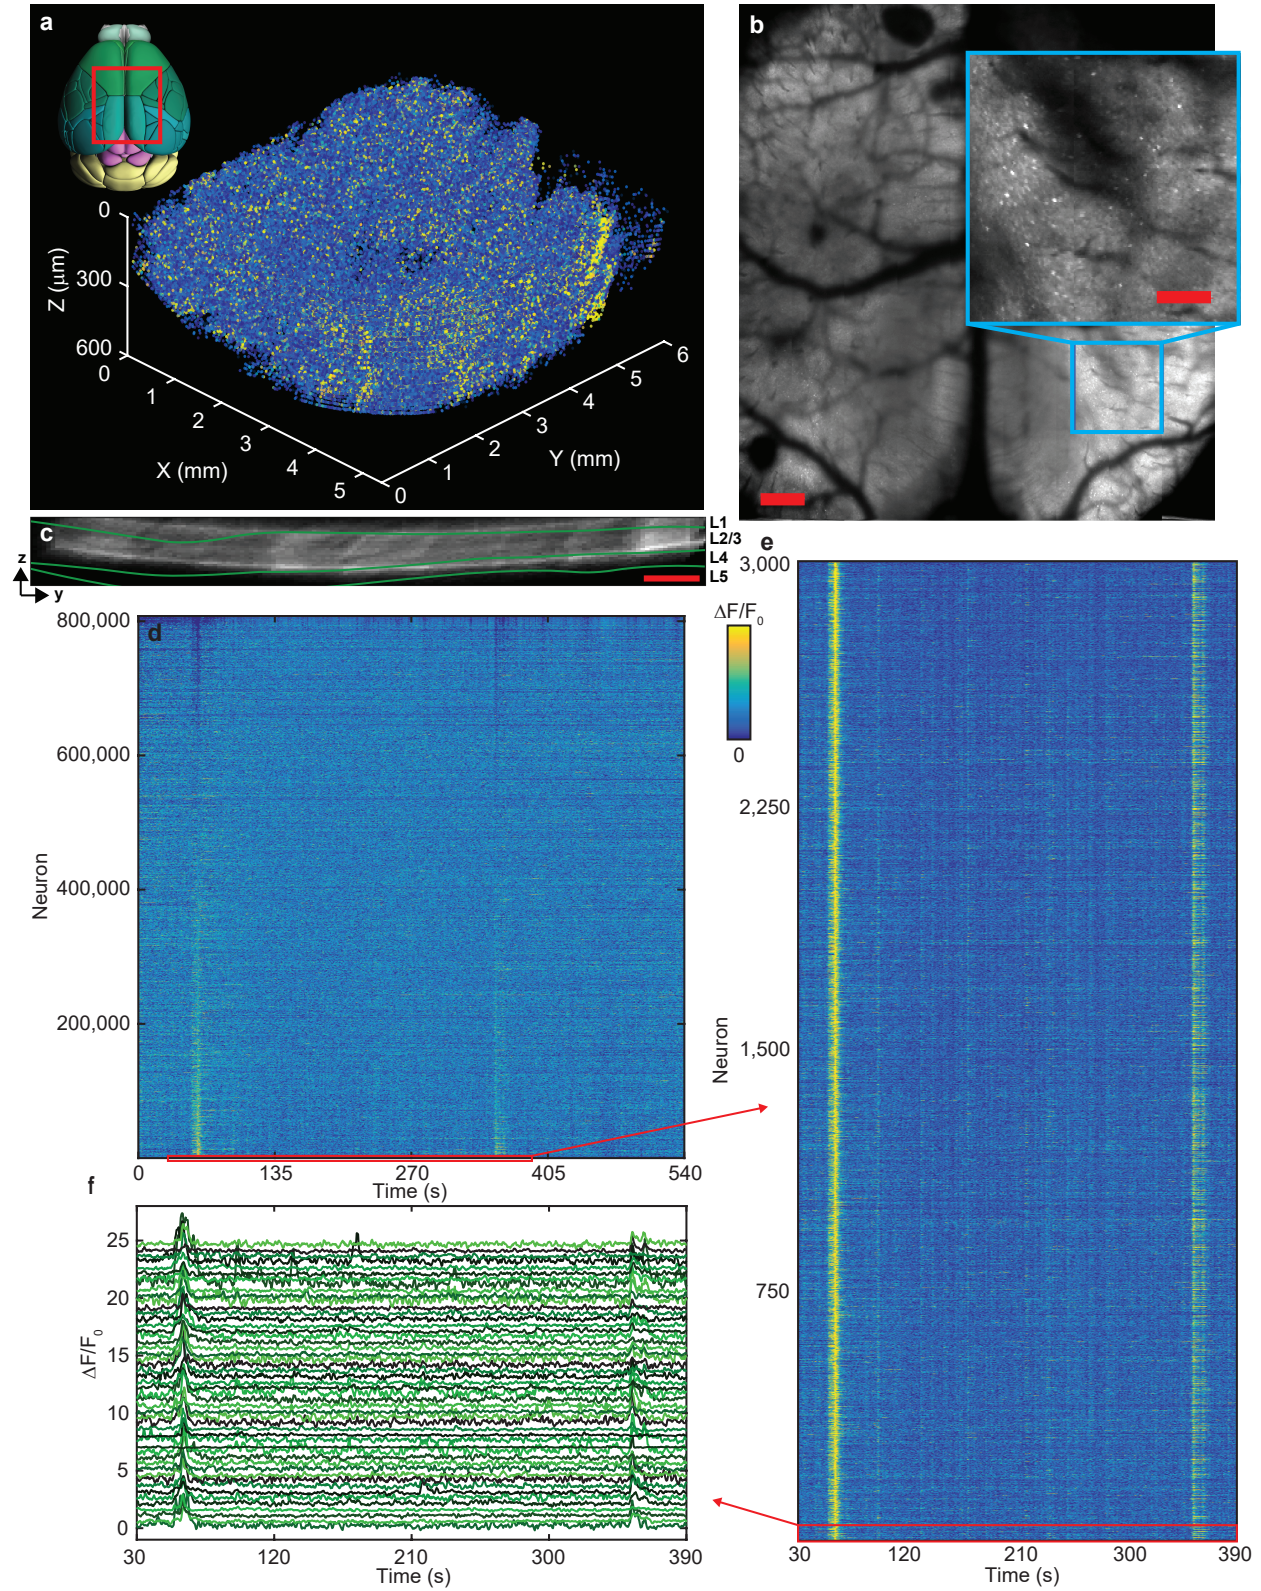 a
0
300
600
Z (μm)
0
1
2
3
4
5
X (mm)
0
1
2
3
4
5
6
Y (mm)
b
c
L1
L2/3
L4
L5
z
y
d
800,000
600,000
400,000
200,000
Neuron
0
135
270
405
540
Time (s)
ΔF/F0
0
e
3,000
2,250
1,500
750
Neuron
30
120
210
300
390
Time (s)
f
25
20
15
10
5
0
ΔF/F0
30
120
210
300
390
Time (s)